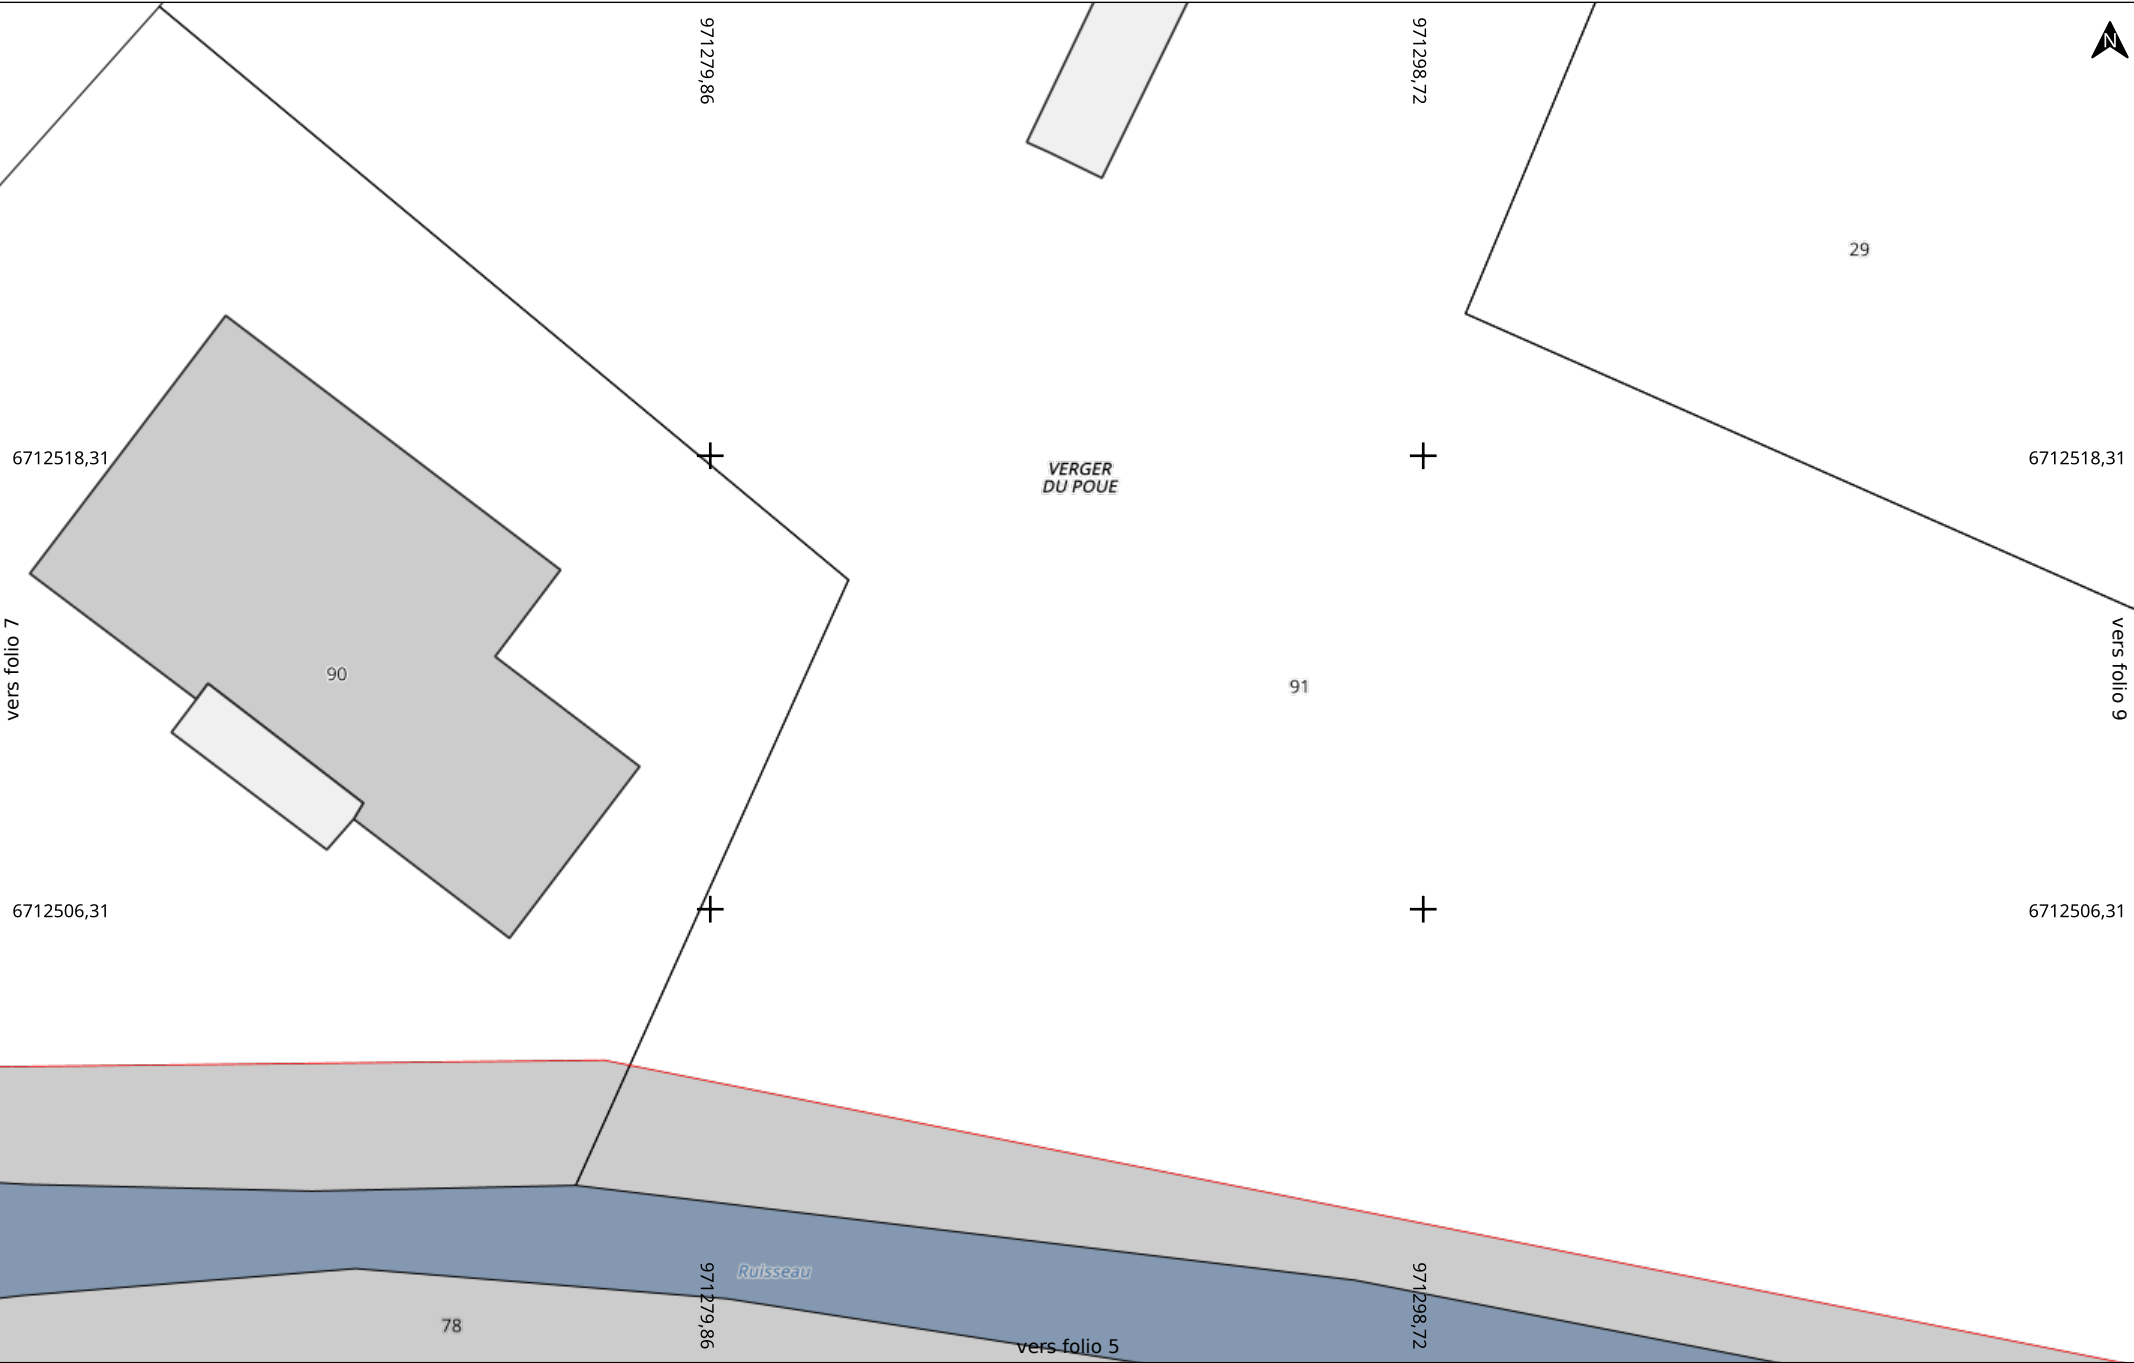 971279,86
971298,72
N
29
6712518,31
VERGER
DU POUE
6712518,31
vers folio 7
90
91
vers folio 9
6712506,31
6712506,31
971279,86
Ruisseau
971298,72
78
vers folio 5